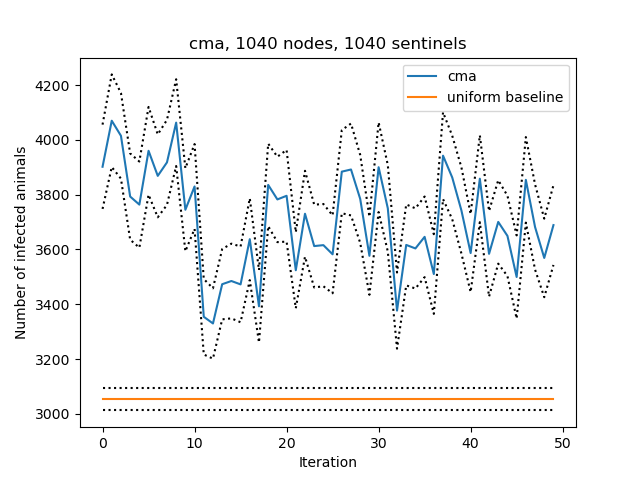 cma, 1040 nodes, 1040 sentinels
cma
uniform baseline
Number of infected animals
4200
4000
3800
3600
3400
3200
3000
0 10 20 30 40 50
Iteration